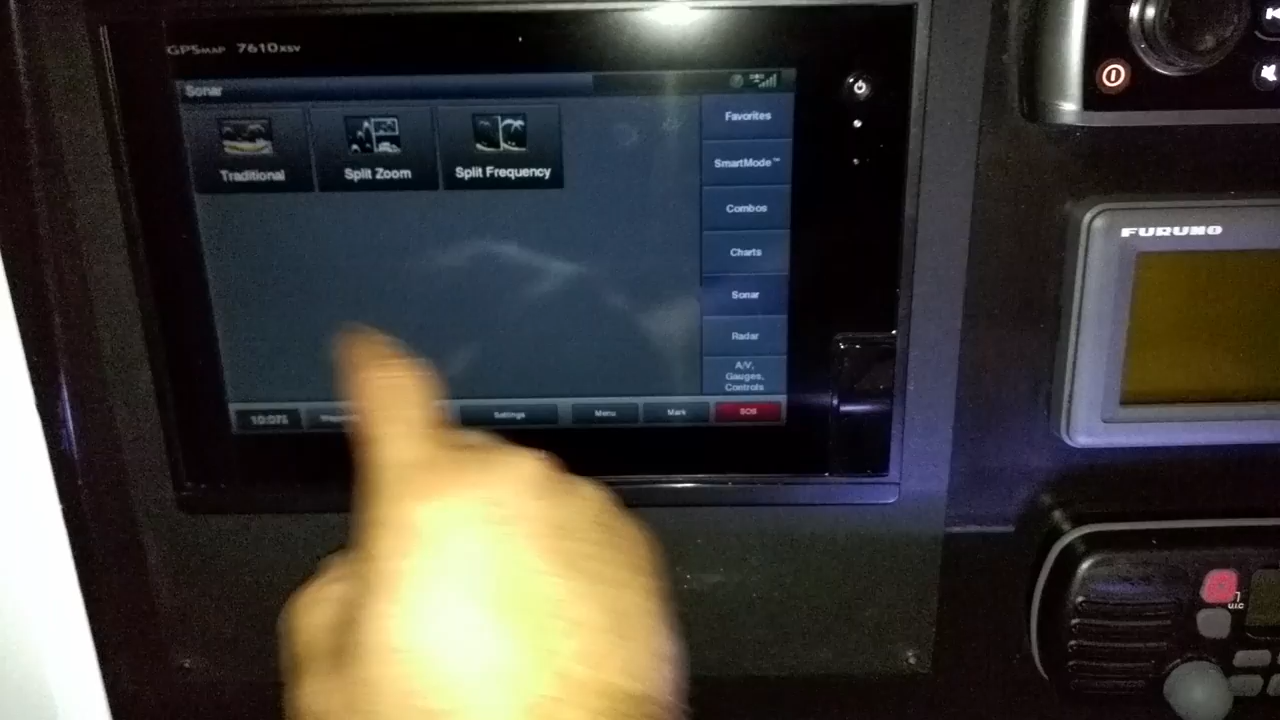 GPSMAP 7610xsv
Sonar
Traditional
Split Zoom
Split Frequency
Favorites
SmartMode™
Combos
Charts
Sonar
Radar
A/V,
Gauges,
Controls
Settings
Menu
Mark
SOS
FURUNO
U.I.C